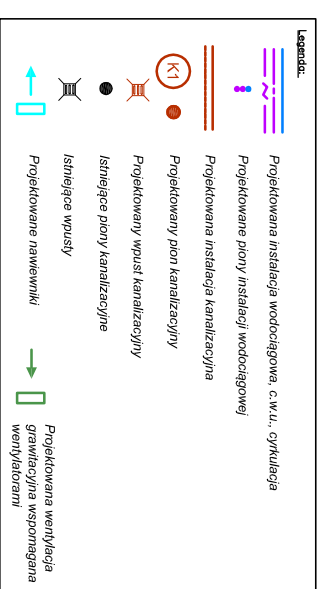 Legenda:
Projektowana instalacja wodociągowa, c.w.u., cyrkulacja
Projektowane piony instalacji wodociągowej
Projektowana instalacja kanalizacyjna
K1
Projektowany pion kanalizacyjny
Projektowany wpust kanalizacyjny
Istniejące piony kanalizacyjne
Istniejące wpusty
Projektowane nawiewniki
Projektowana wentylacja
grawitacyjna wspomagana
wentylatorami